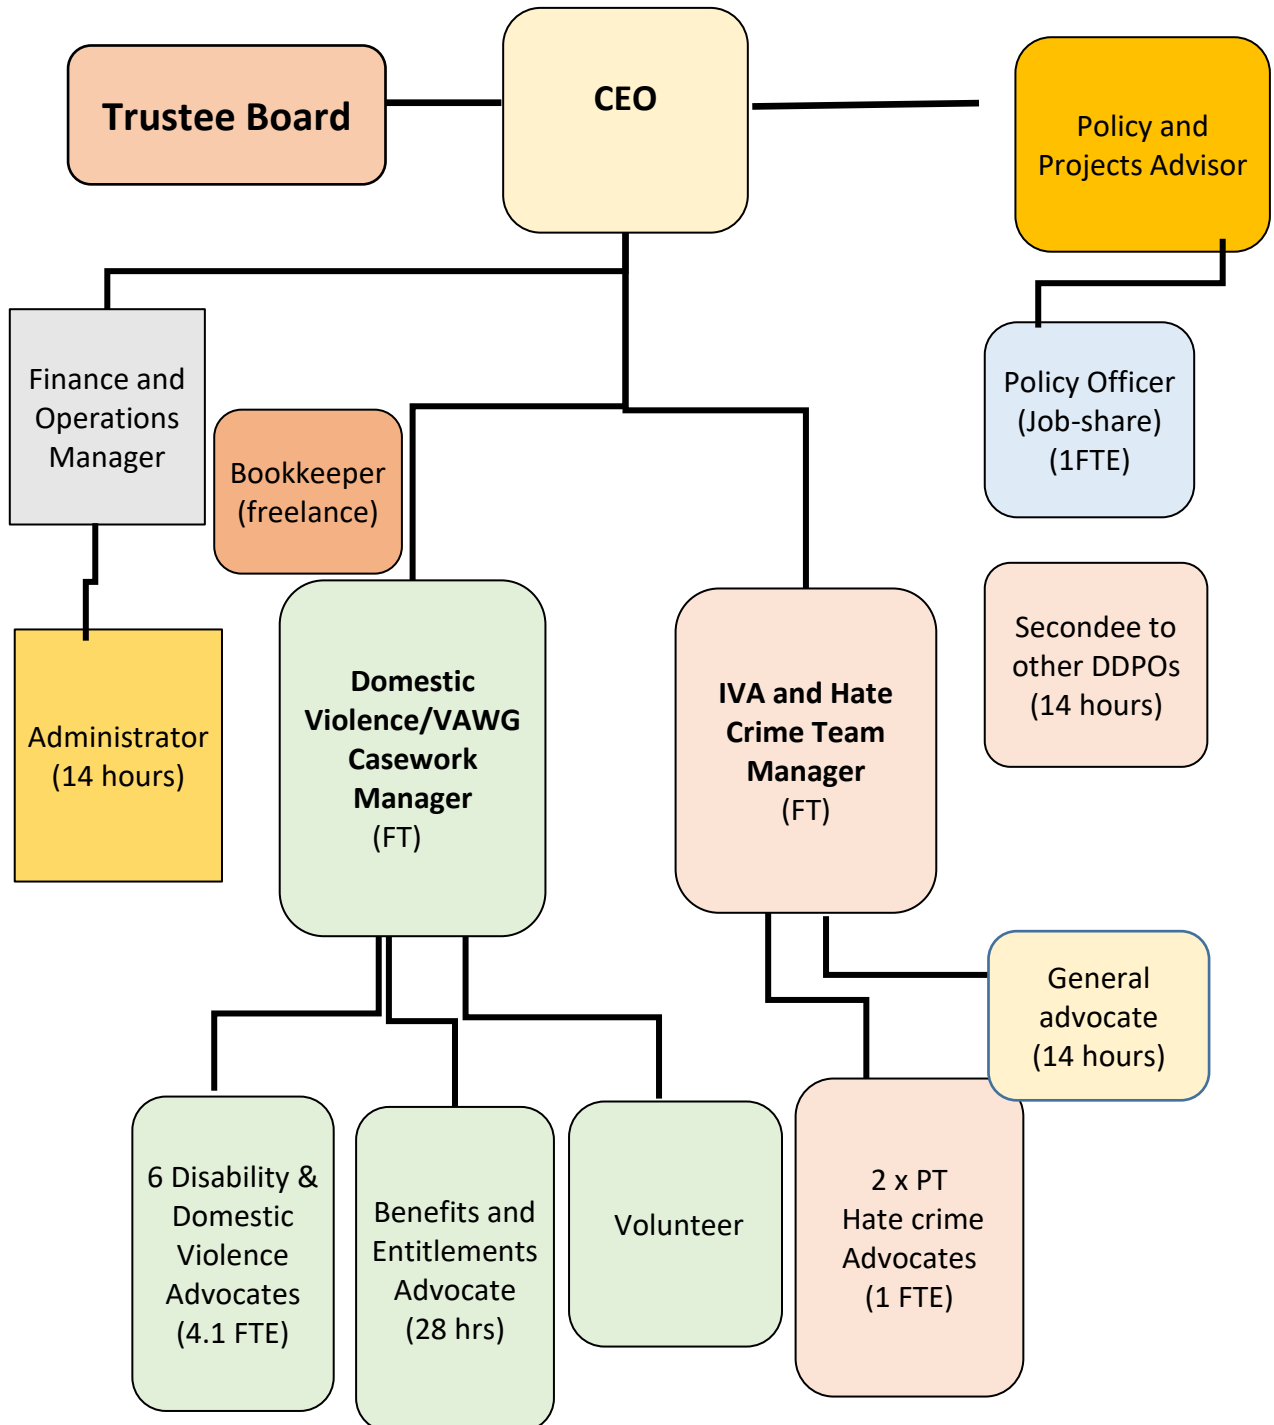 Trustee Board
CEO
Policy and
Projects Advisor
Finance and
Operations
Manager
Bookkeeper
(freelance)
Policy Officer
(Job-share)
(1FTE)
Secondee to
other DDPOs
(14 hours)
Administrator
(14 hours)
Domestic
Violence/VAWG
Casework
Manager
(FT)
IVA and Hate
Crime Team
Manager
(FT)
General
advocate
(14 hours)
6 Disability &
Domestic
Violence
Advocates
(4.1 FTE)
Benefits and
Entitlements
Advocate
(28 hrs)
Volunteer
2 x PT
Hate crime
Advocates
(1 FTE)